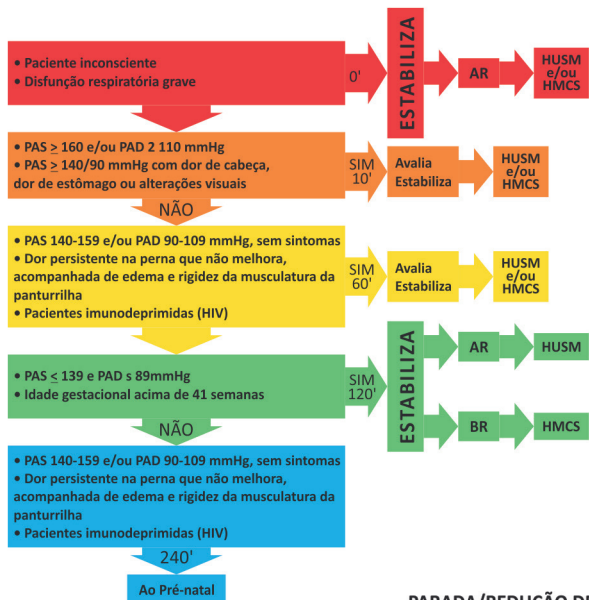 • Paciente inconsciente
• Disfunção respiratória grave
0'
ESTABILIZA
AR
HUSM
e/ou
HMCS
• PAS ≥ 160 e/ou PAD 2 110 mmHg
• PAS ≥ 140/90 mmHg com dor de cabeça,
dor de estômago ou alterações visuais
SIM
10'
Avalia
Estabiliza
HUSM
e/ou
HMCS
NÃO
• PAS 140-159 e/ou PAD 90-109 mmHg, sem sintomas
• Dor persistente na perna que não melhora,
acompanhada de edema e rigidez da musculatura da
panturrilha
• Pacientes imunodeprimidas (HIV)
SIM
60'
Avalia
Estabiliza
HUSM
e/ou
HMCS
• PAS ≤ 139 e PAD s 89mmHg
• Idade gestacional acima de 41 semanas
SIM
120'
ESTABILIZA
AR
HUSM
BR
HMCS
NÃO
• PAS 140-159 e/ou PAD 90-109 mmHg, sem sintomas
• Dor persistente na perna que não melhora,
acompanhada de edema e rigidez da musculatura da
panturrilha
• Pacientes imunodeprimidas (HIV)
240'
Ao Pré-natal